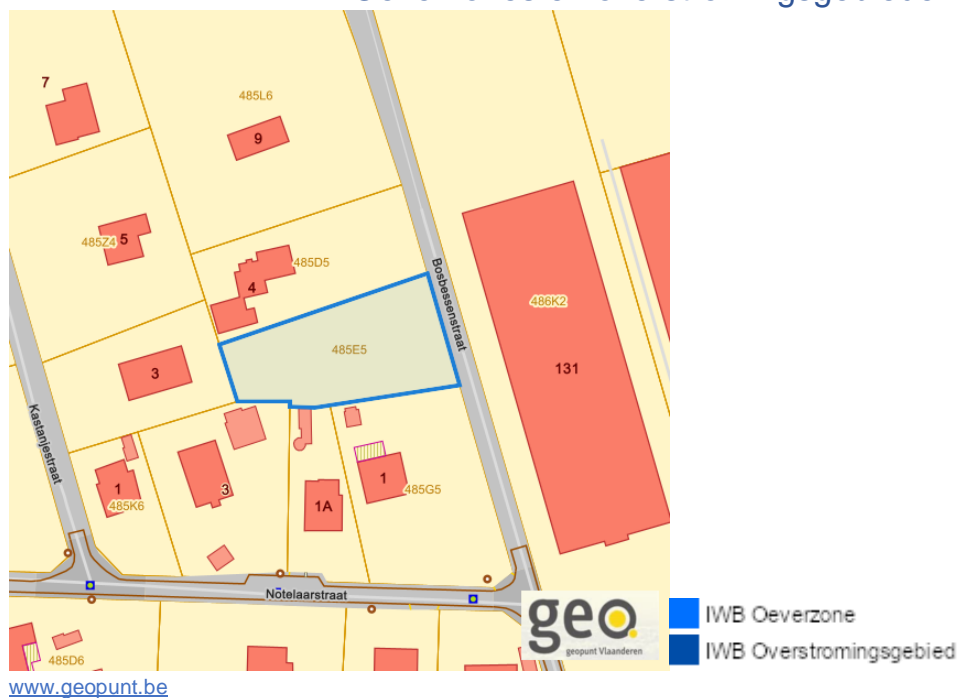 7
485L6
9
485Z4 5
485D5
4
Bosbessenstraat
486K2
485E5
131
3
Kastanjestraat
1
485K6
3
1A
1
485G5
Notelaarstraat
485D6
geo.
geopunt Vlaanderen
IWB Oeverzone
IWB Overstromingsgebied
www.geopunt.be